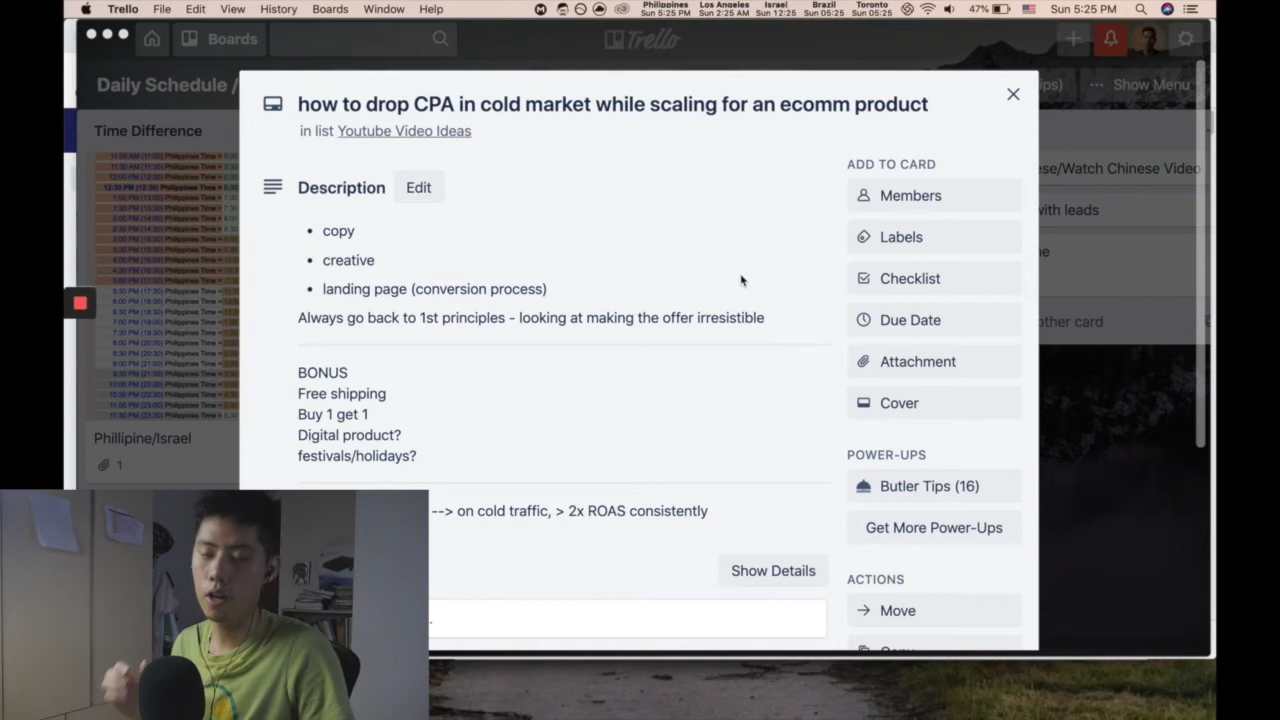 Trello File Edit View History Boards Window Help
Philippines Los Angeles Israel Brazil Toronto
Sun 5:25 PM Sun 2:25 AM Sun 12:25 Sun 05:25 Sun 05:25
47% Sun 5:25 PM
Boards
Trello
Daily Schedule /
ips)
Show Menu
Time Difference
how to drop CPA in cold market while scaling for an ecomm product
in list Youtube Video Ideas
Description Edit
• copy
• creative
• landing page (conversion process)
Always go back to 1st principles - looking at making the offer irresistible
BONUS
Free shipping
Buy 1 get 1
Digital product?
festivals/holidays?
--> on cold traffic, > 2x ROAS consistently
Show Details
ADD TO CARD
Members
Labels
Checklist
Due Date
Attachment
Cover
POWER-UPS
Butler Tips (16)
Get More Power-Ups
ACTIONS
Move
ese/Watch Chinese Video
with leads
other card
Phillipine/Israel
1